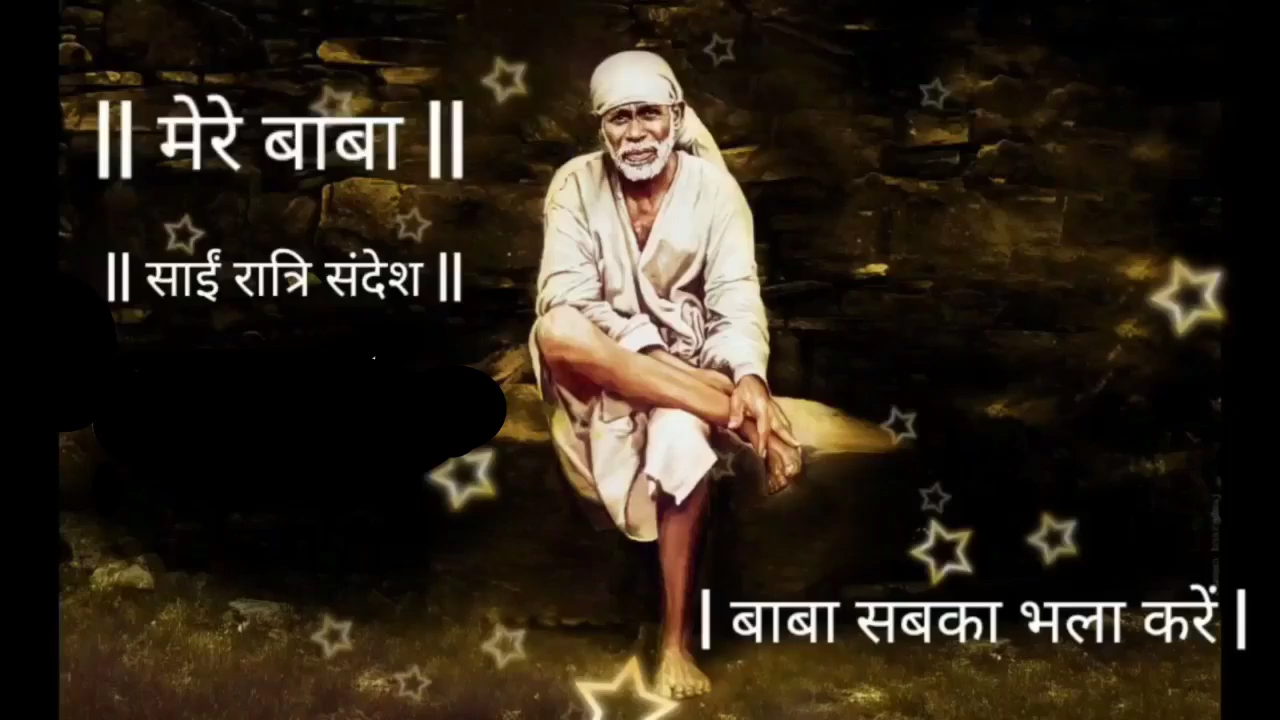 || मेरे बाबा ||
|| साईं रात्रि संदेश ||
| बाबा सबका भला करें |